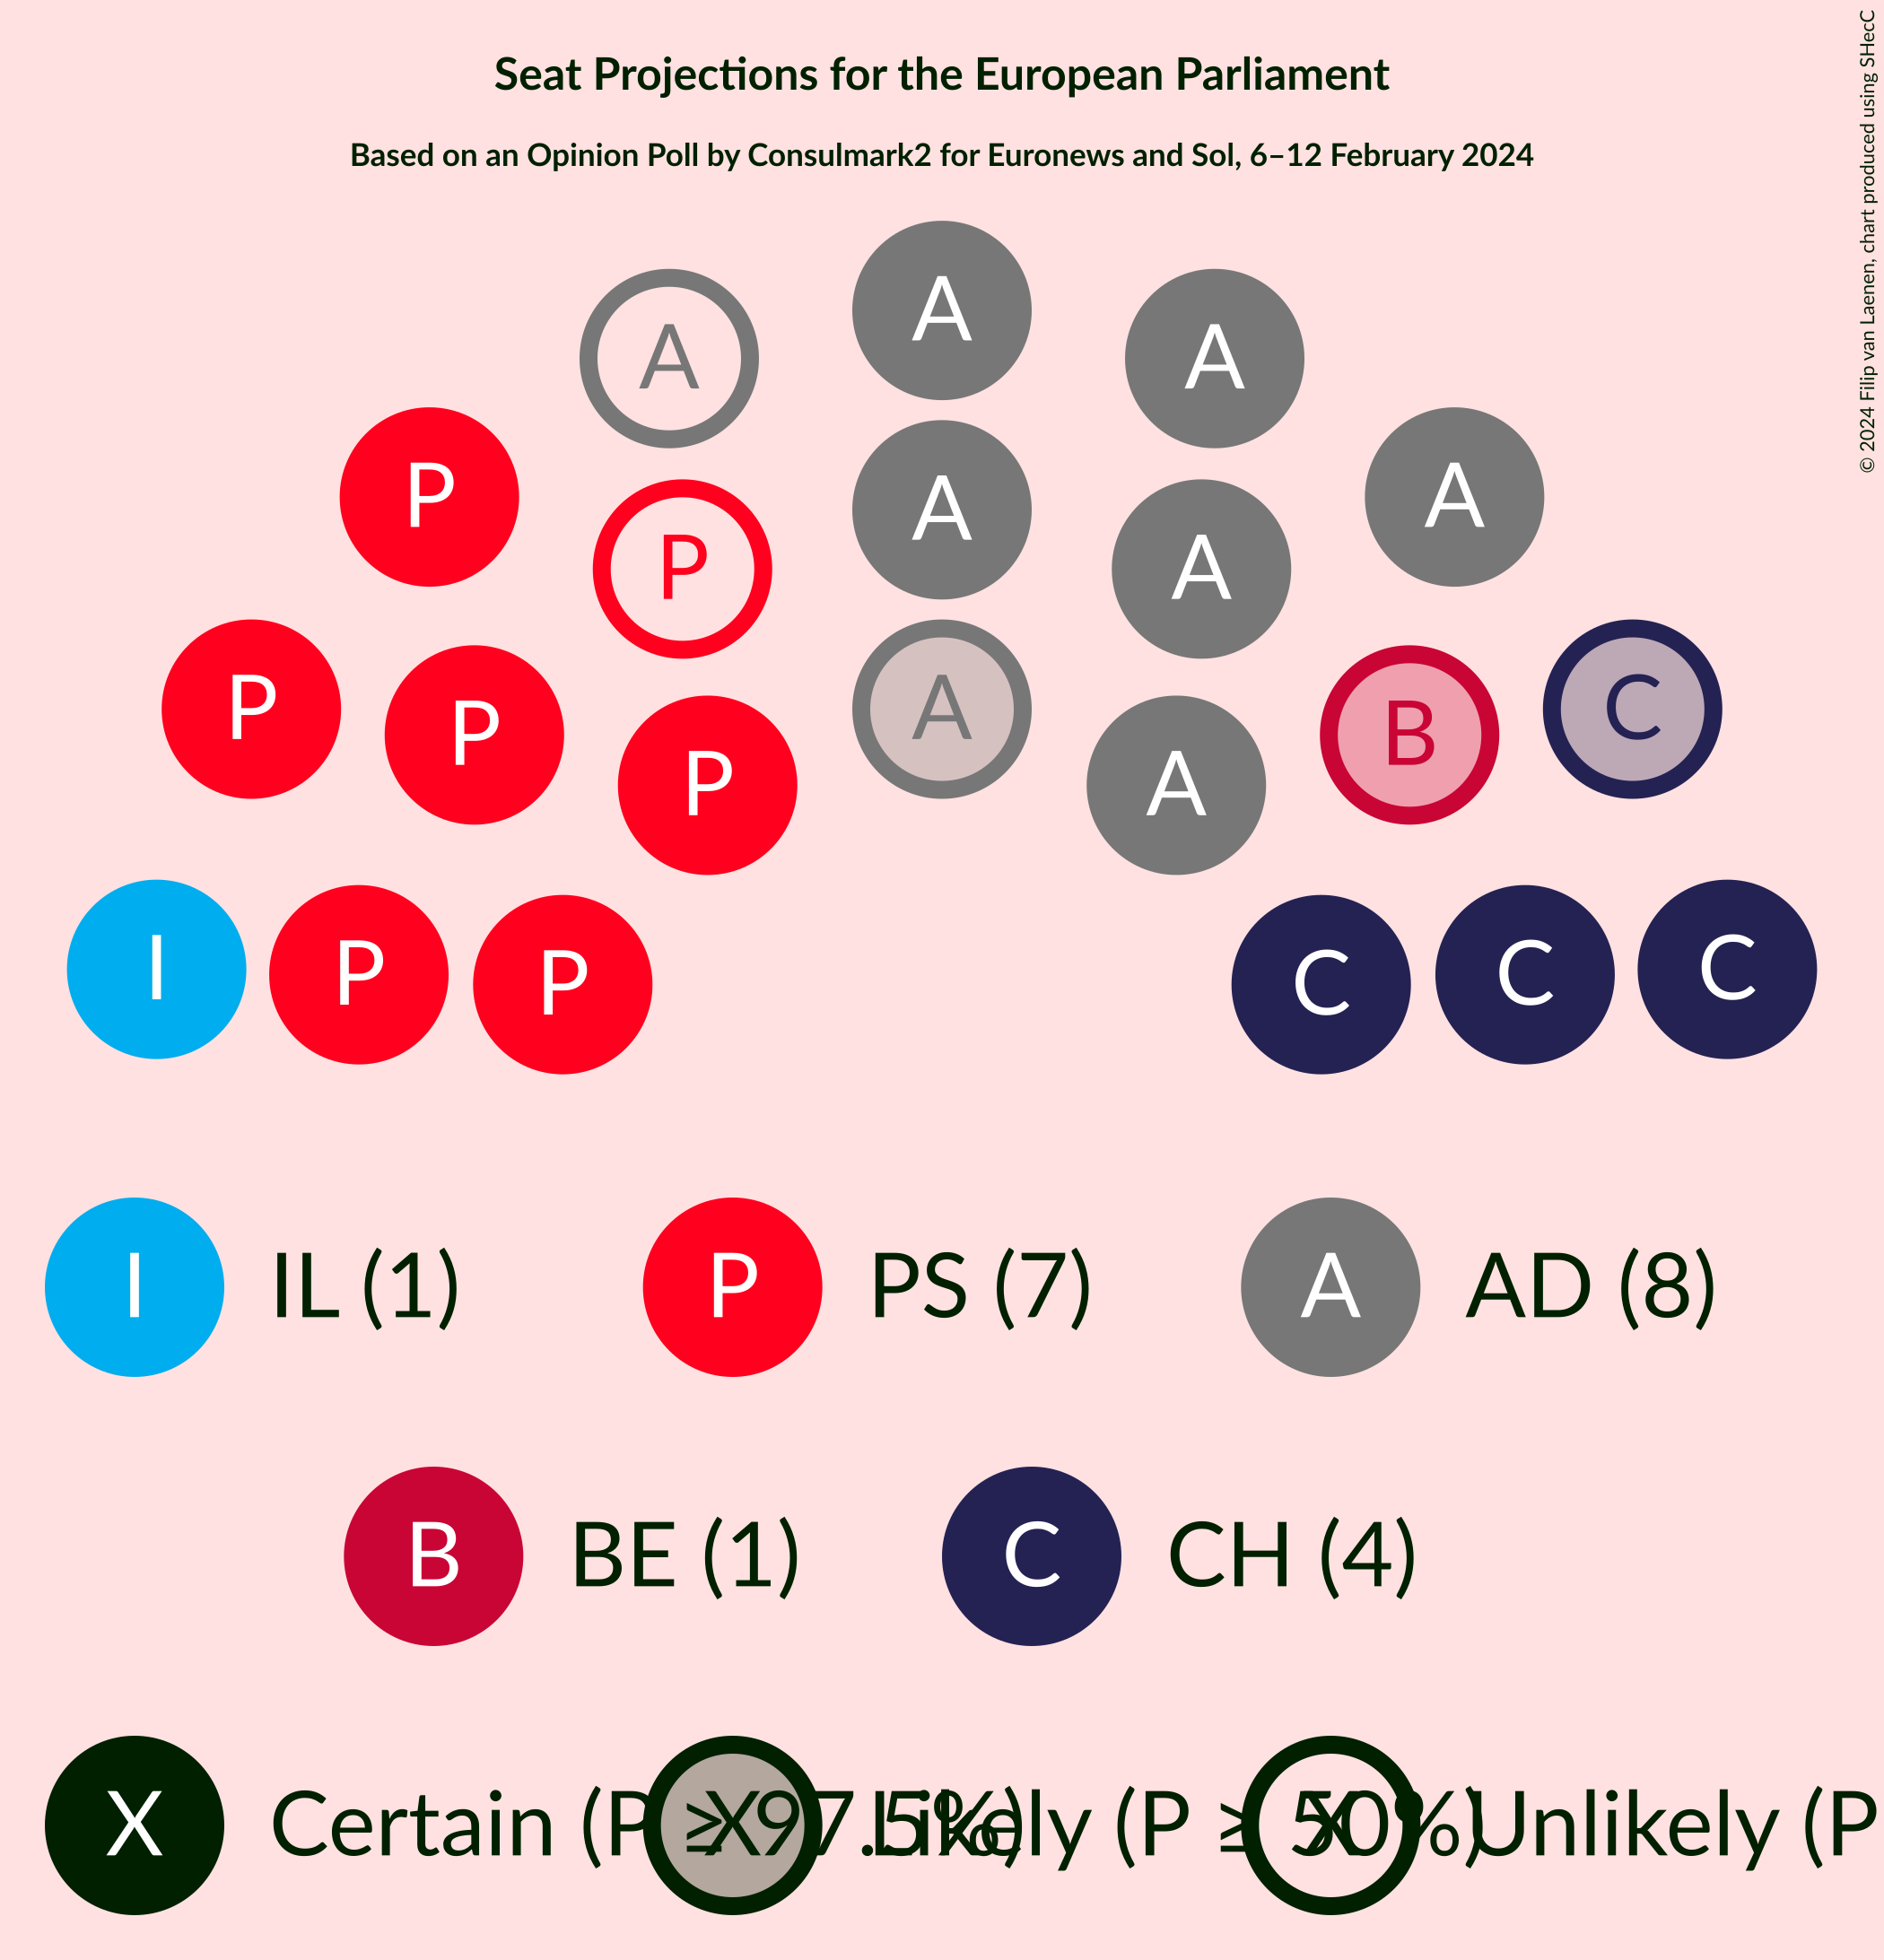 Seat Projections for the European Parliament
Based on an Opinion Poll by Consulmark2 for Euronews and Sol, 6–12 February 2024
© 2024 Filip van Laenen, chart produced using SHecC
A
A A
P A
P A A
P P A B C
P A A
I P P C C C
I IL (1) P PS (7) A AD (8)
B BE (1) C CH (4)
X Certain (P ≥ 97.5%) X Likely (P ≥ 50%) X Unlikely (P